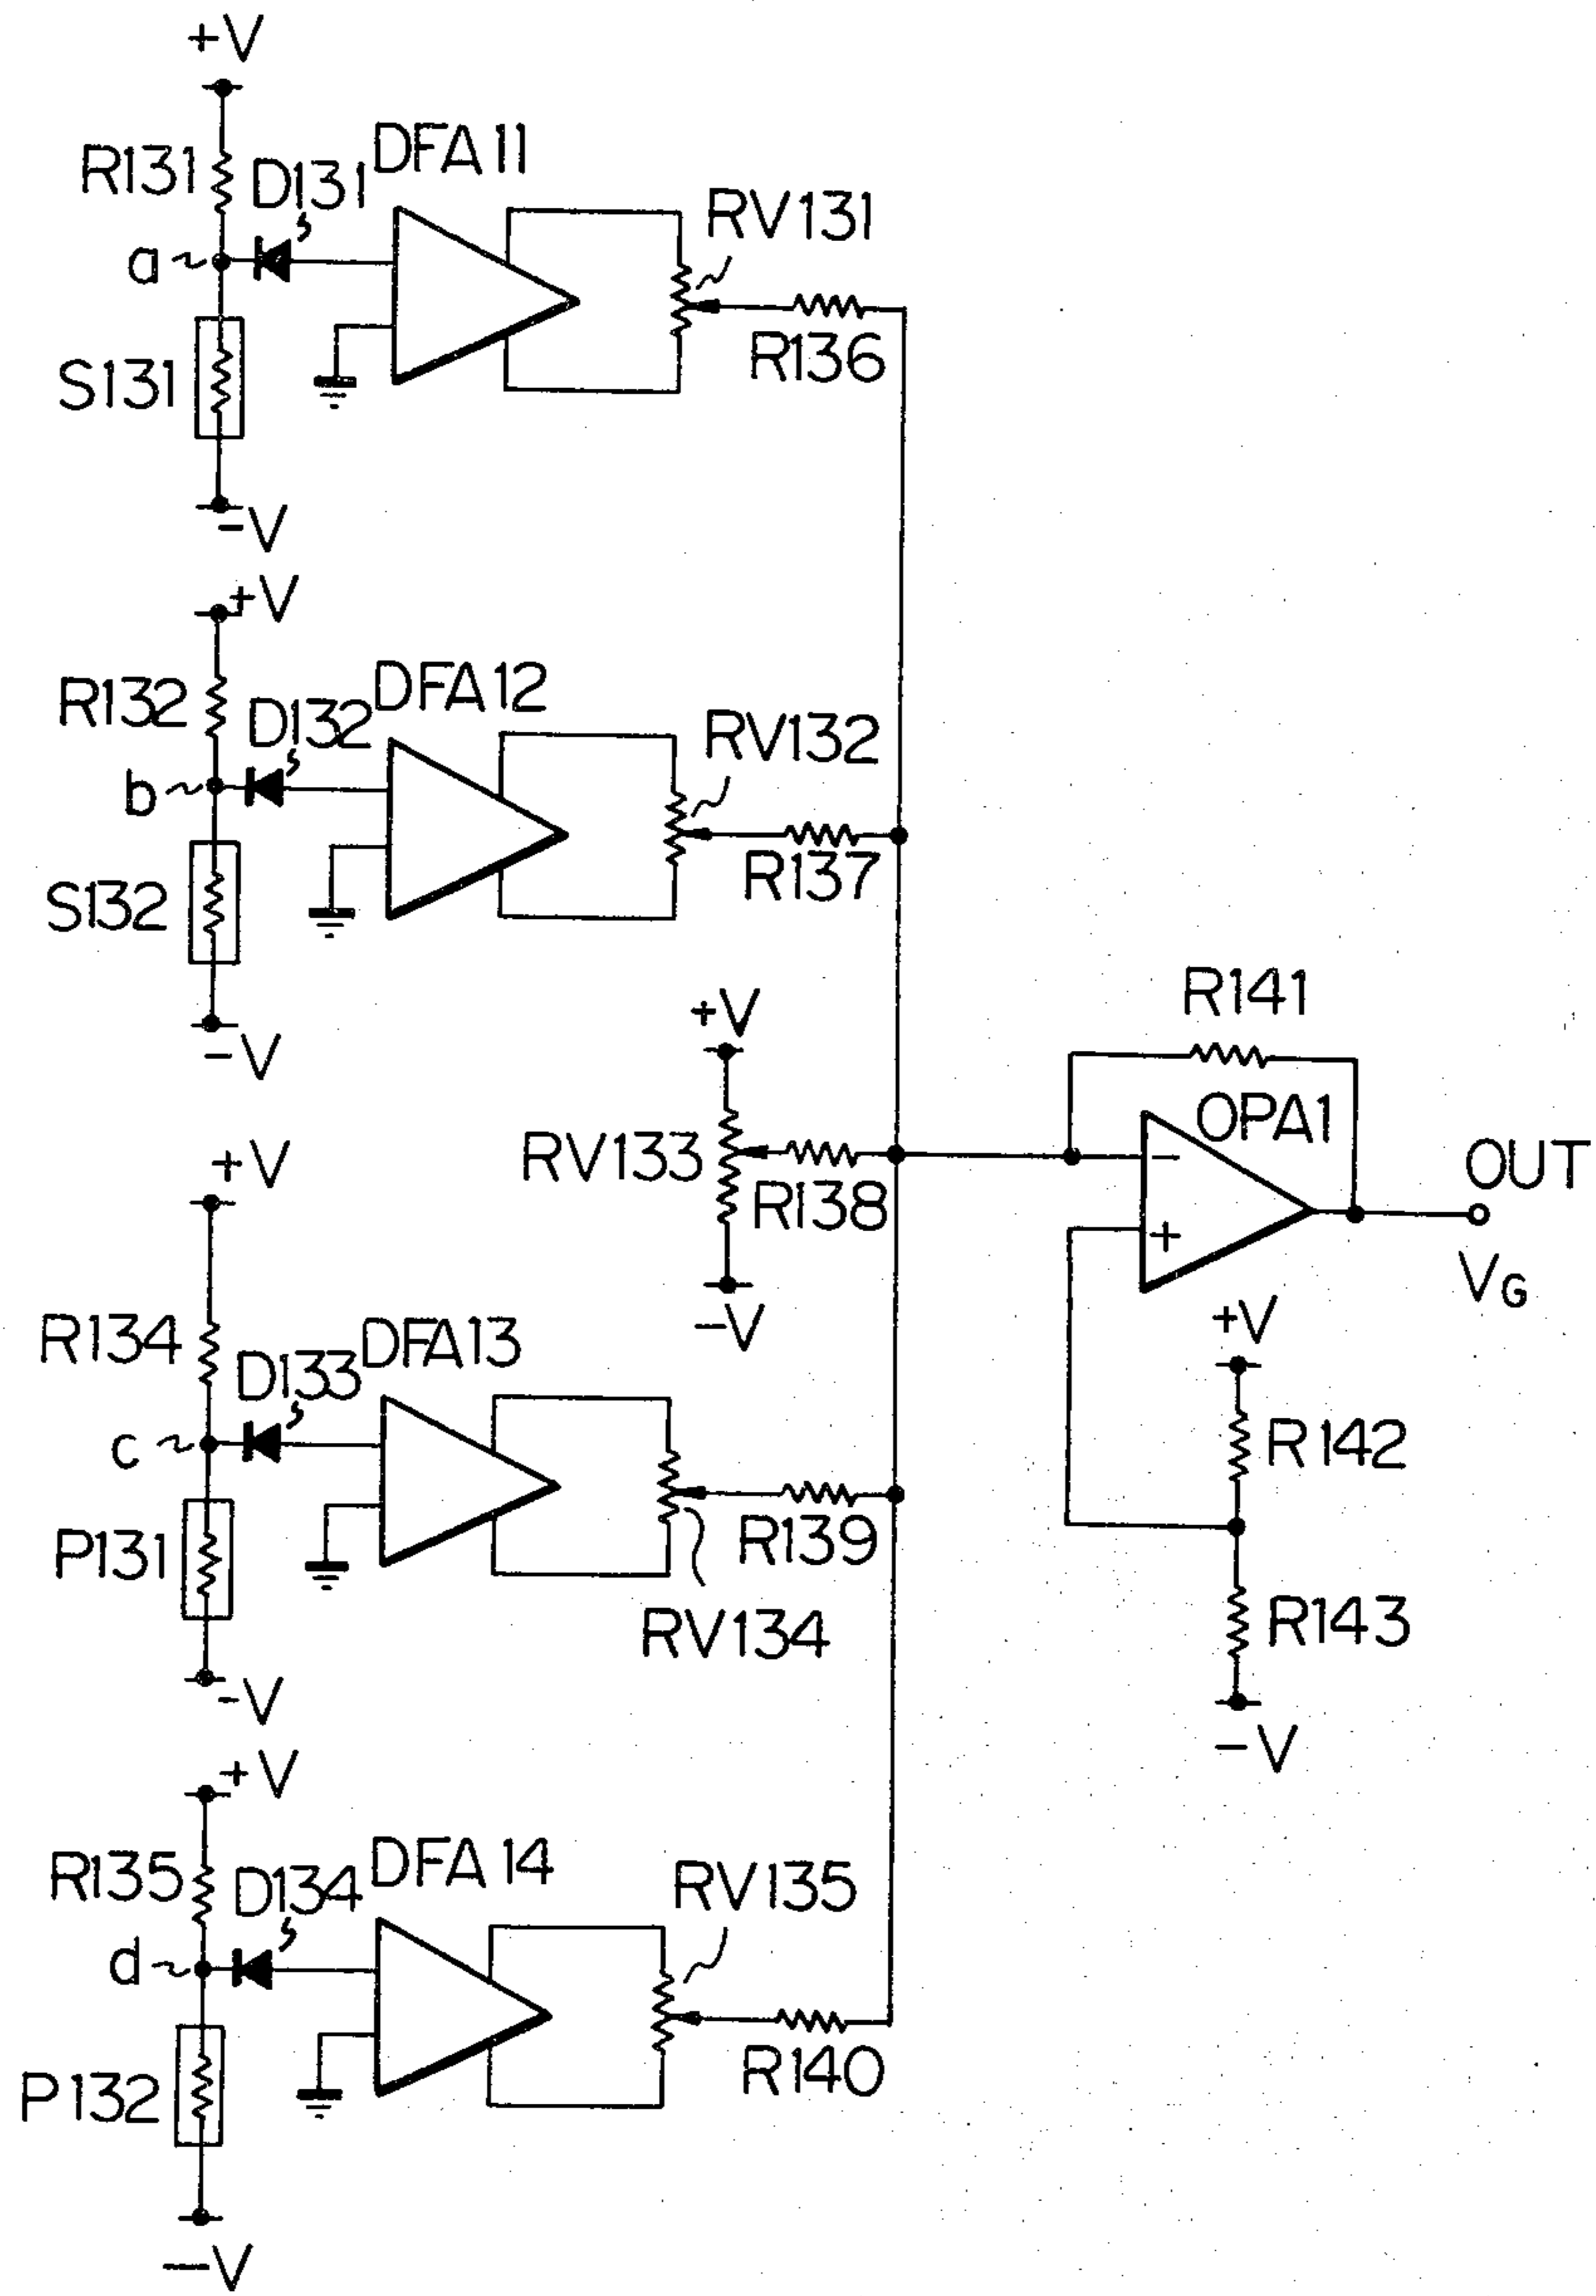 +V
R131
D131
DFA11
RV131
a
R136
S131
-V
+V
R132
D132
DFA12
RV132
b
R137
S132
-V
+V
RV133
R138
-V
R141
OPA1
-
+
OUT
VG
+V
R142
R143
-V
+V
R134
D133
DFA13
c
R139
P131
RV134
-V
+V
R135
D134
DFA14
RV135
d
R140
P132
-V